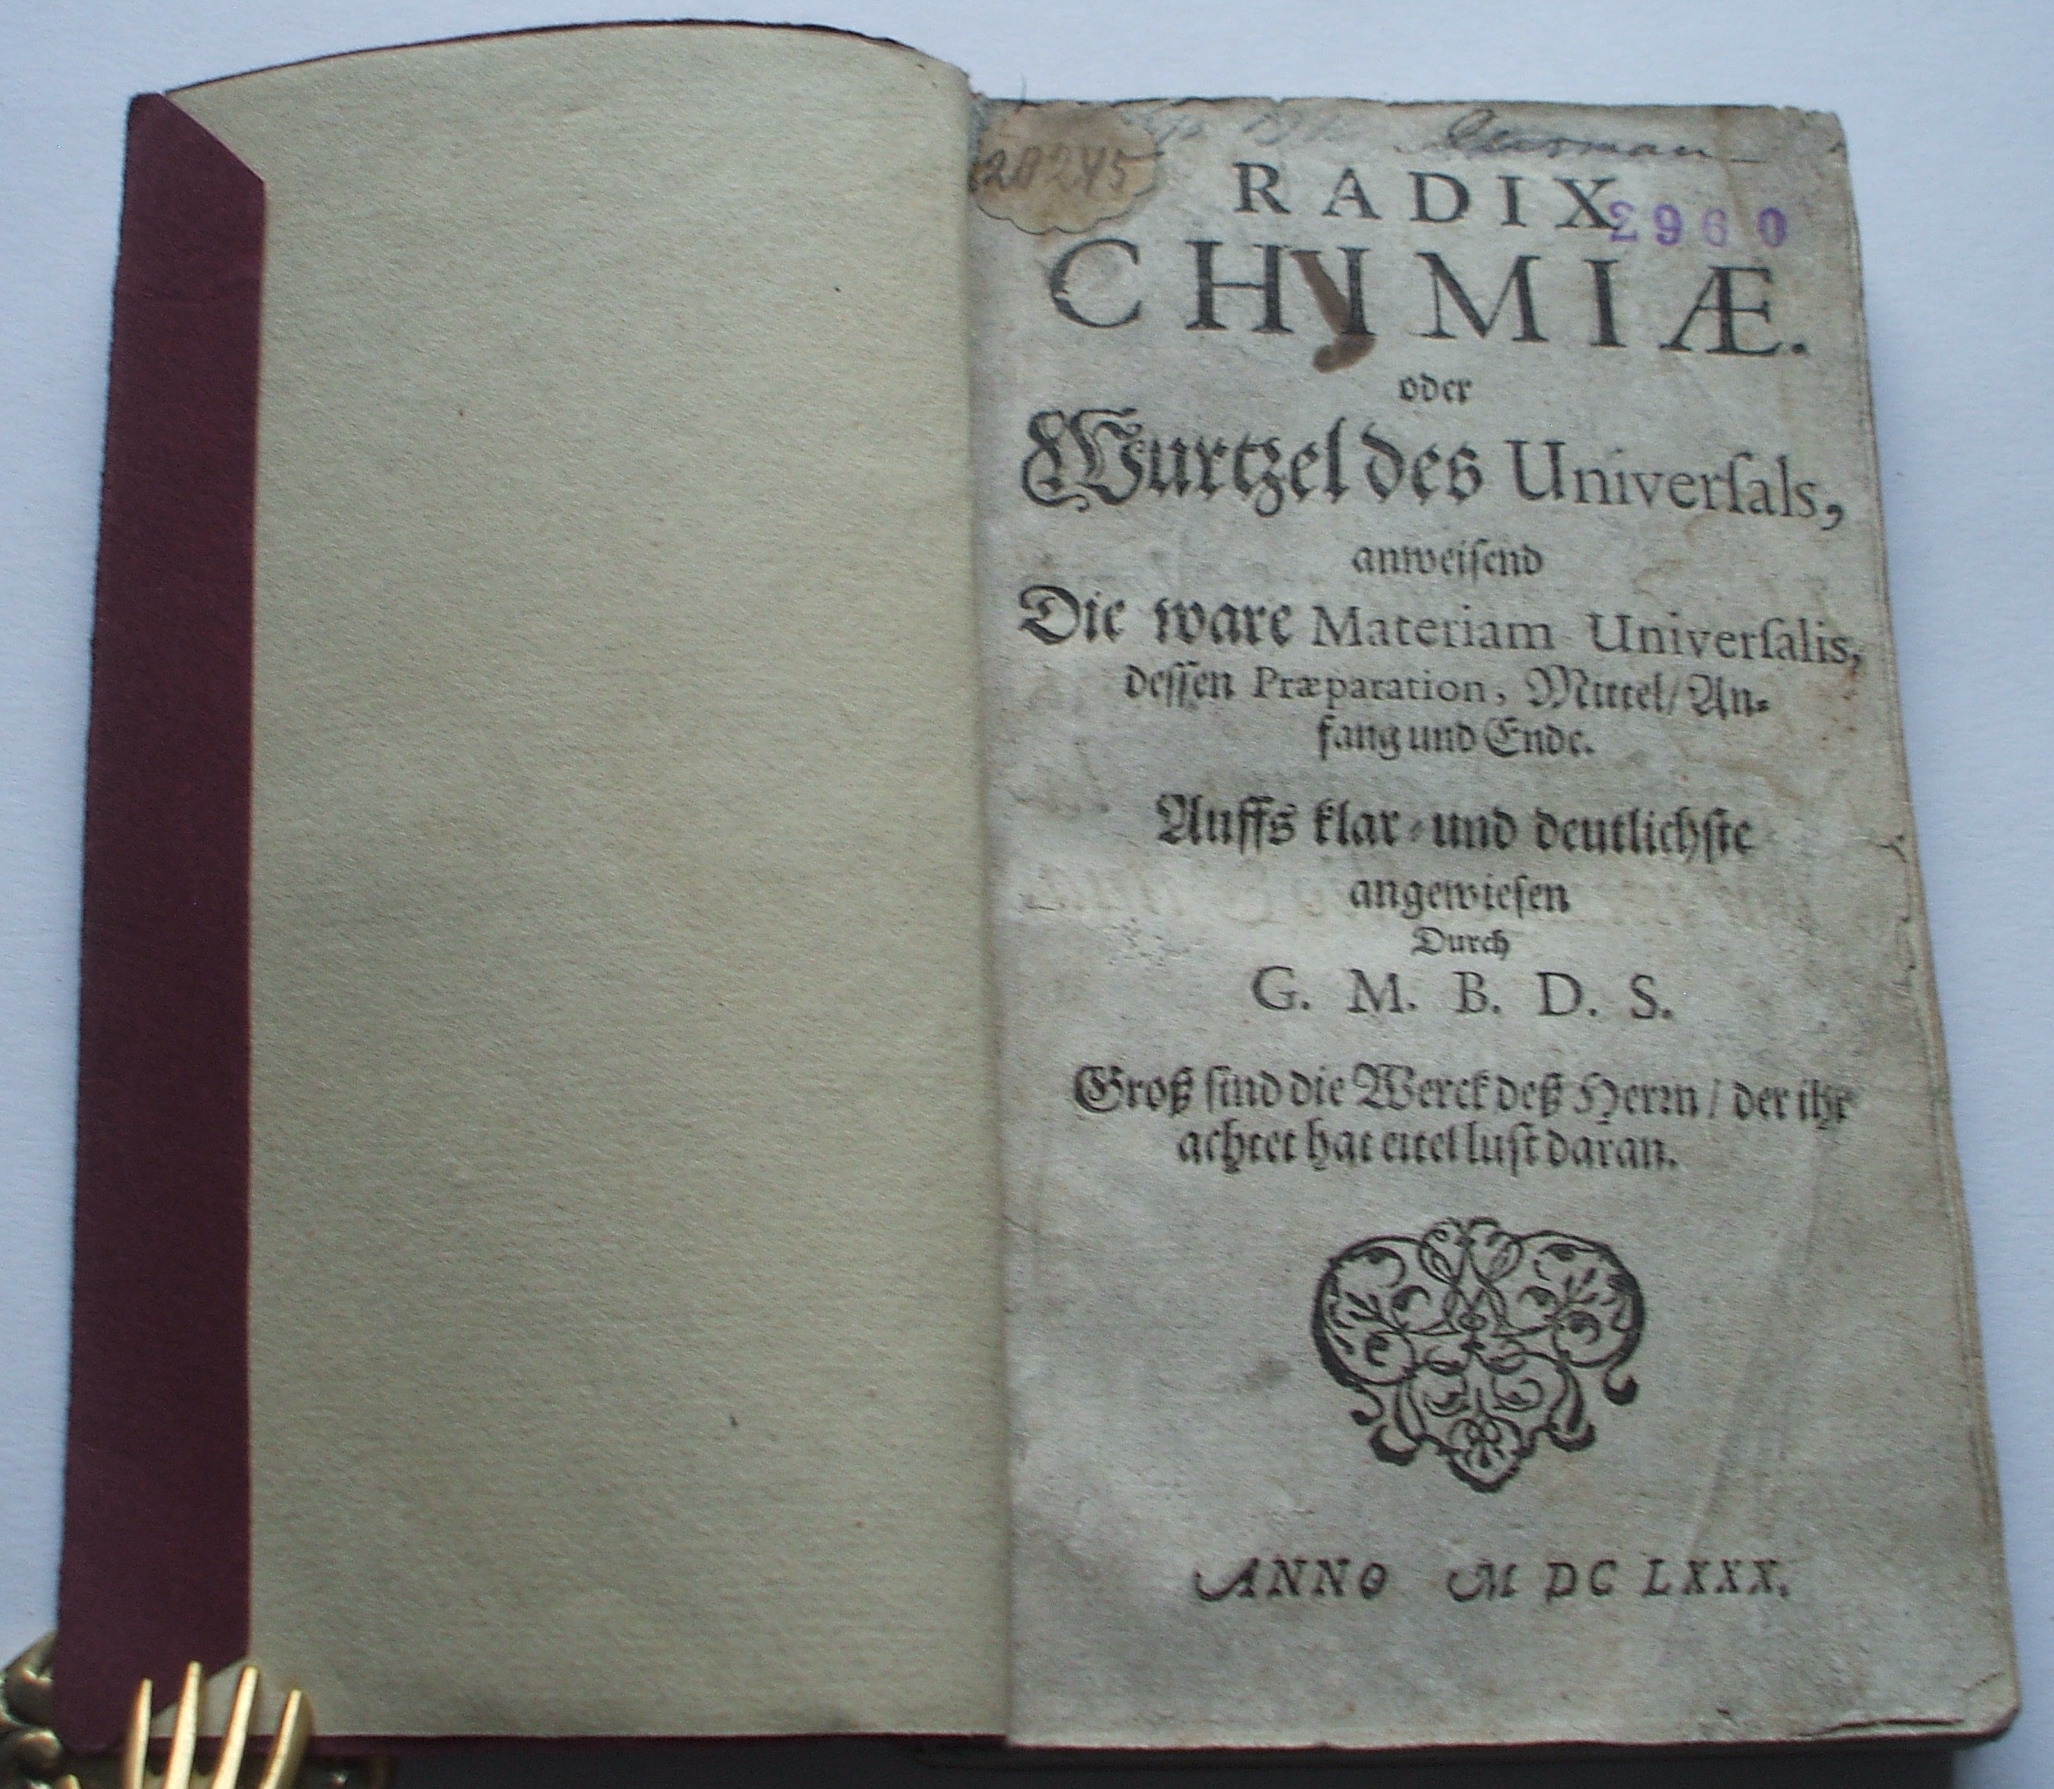 20245
2960
RADIX
CHYMIÆ.
oder
Wurtzel des Univerſals,
anweiſend
Die ware Materiam Univerſalis,
deſſen Præparation, Mittel/ An⸗
fang und Ende.
Auffs klar⸗ und deutlichſte
angewieſen
Durch
G. M. B. D. S.
Groß ſind die Werck deß Herꝛn / der ihr
achtet hat eitel luſt daran.
ANNO M DC LXXX.